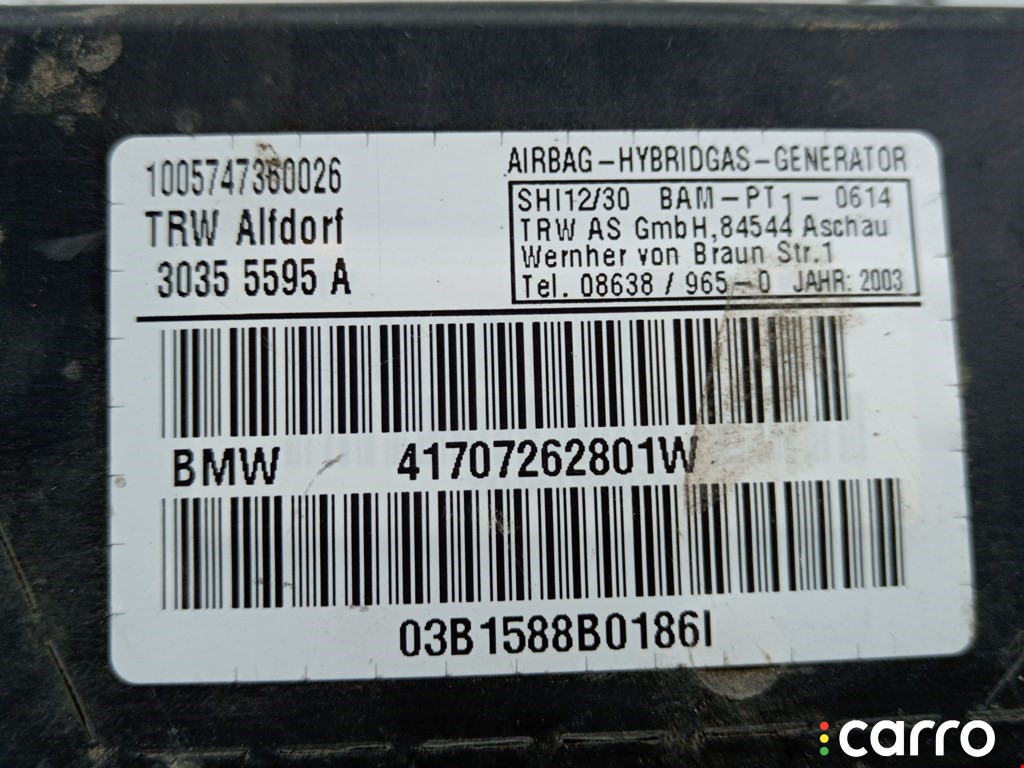 1005747360026
TRW Alfdorf
3035 5595 A
AIRBAG-HYBRIDGAS-GENERATOR
SHI12/30 BAM-PT1-0614
TRW AS GmbH,84544 Aschau
Wernher von Braun Str.1
Tel. 08638 / 965-0 JAHR: 2003
BMW 41707262801W
03B1588B0186I
carro